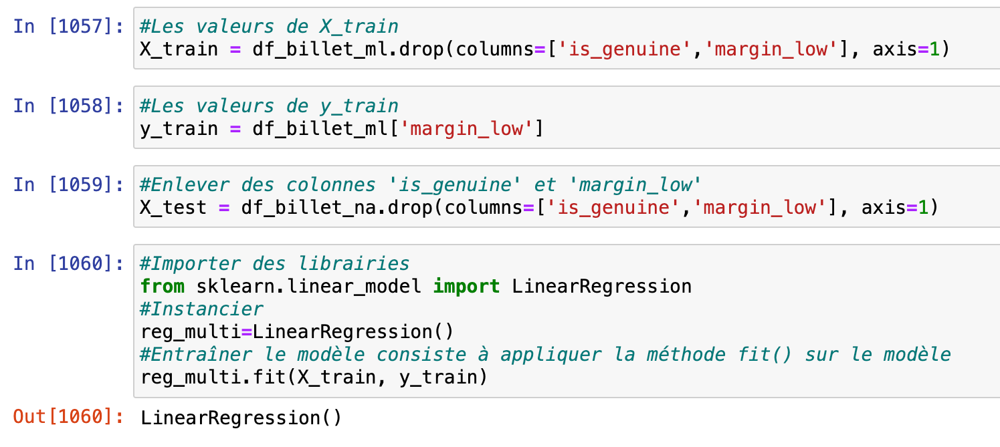 In [1057]: #Les valeurs de X_train
X_train = df_billet_ml.drop(columns=['is_genuine','margin_low'], axis=1)
In [1058]: #Les valeurs de y_train
y_train = df_billet_ml['margin_low']
In [1059]: #Enlever des colonnes 'is_genuine' et 'margin_low'
X_test = df_billet_na.drop(columns=['is_genuine','margin_low'], axis=1)
In [1060]: #Importer des librairies
from sklearn.linear_model import LinearRegression
#Instancier
reg_multi=LinearRegression()
#Entraîner le modèle consiste à appliquer la méthode fit() sur le modèle
reg_multi.fit(X_train, y_train)
Out[1060]: LinearRegression()